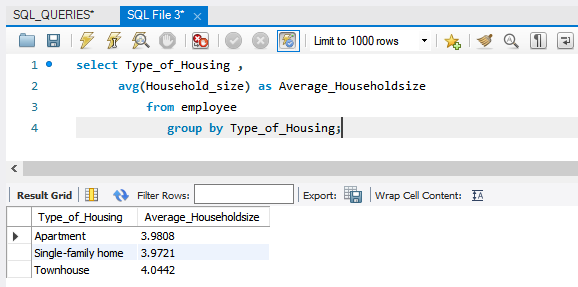 SQL_QUERIES* SQL File 3* ×
Limit to 1000 rows
1 select Type_of_Housing ,
2 avg(Household_size) as Average_Householdsize
3 from employee
4 group by Type_of_Housing;
Result Grid Filter Rows: Export: Wrap Cell Content:
Type_of_Housing Average_Householdsize
Apartment 3.9808
Single-family home 3.9721
Townhouse 4.0442